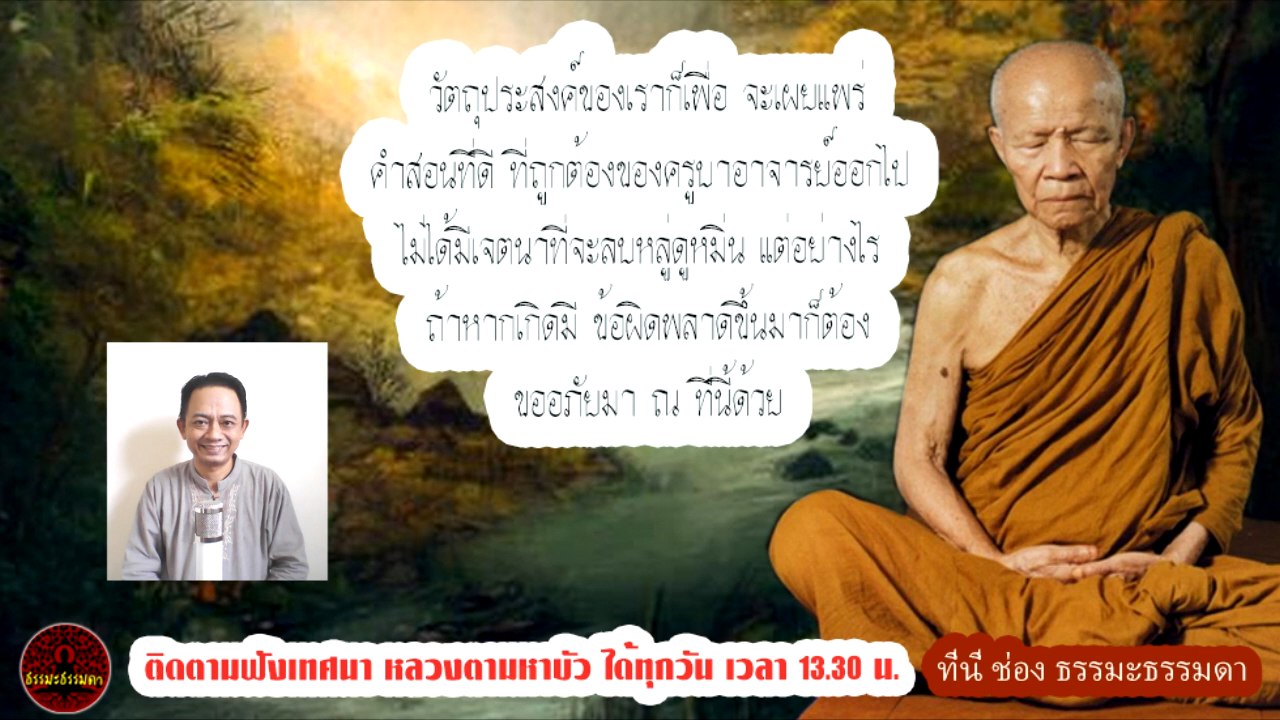 วัตถุประสงค์ของเราก็เพื่อ จะเผยแพร่
คำสอนที่ดี ที่ถูกต้องของครูบาอาจารย์ออกไป
ไม่ได้มีเจตนาที่จะลบหลู่ดูหมิ่น แต่อย่างไร
ถ้าหากเกิดมี ข้อผิดพลาดขึ้นมาก็ต้อง
ขออภัยมา ณ ที่นี้ด้วย
ติดตามฟังเทศนา หลวงตามหาบัว ได้ทุกวัน เวลา 13.30 น.
ที่นี่ ช่อง ธรรมะธรรมดา
ธรรมะธรรมดา